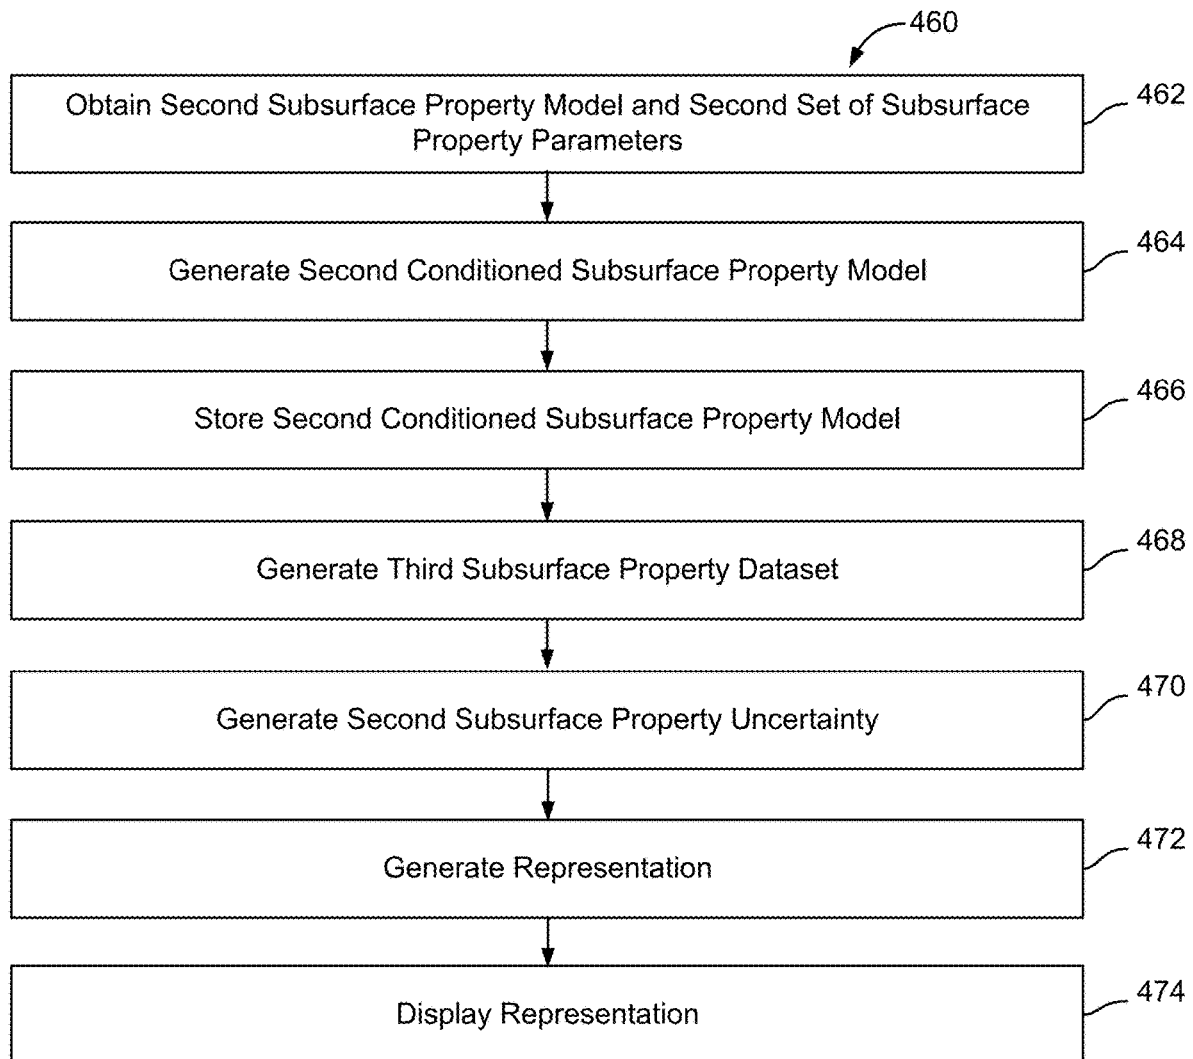 460
Obtain Second Subsurface Property Model and Second Set of Subsurface
Property Parameters
462
Generate Second Conditioned Subsurface Property Model
464
Store Second Conditioned Subsurface Property Model
466
Generate Third Subsurface Property Dataset
468
Generate Second Subsurface Property Uncertainty
470
Generate Representation
472
Display Representation
474